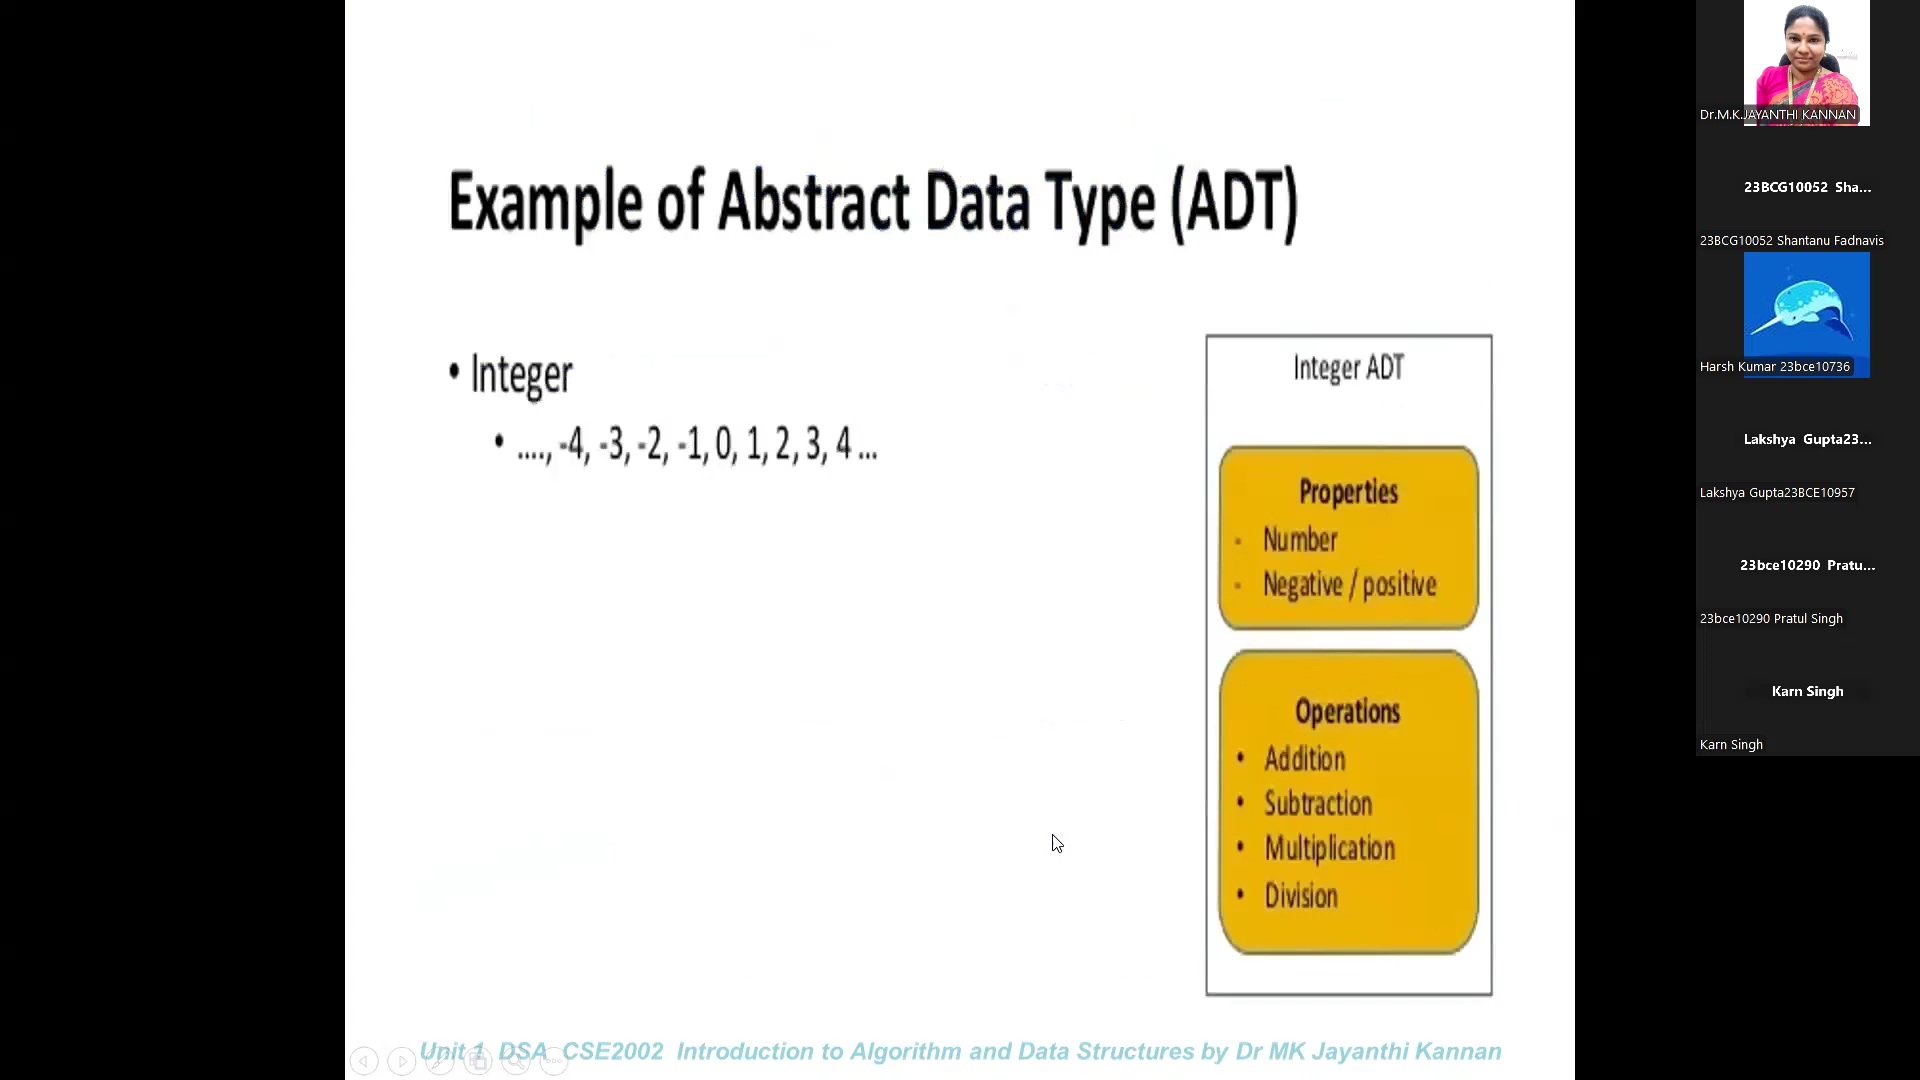 Example of Abstract Data Type (ADT)
• Integer
• ...., -4, -3, -2, -1, 0, 1, 2, 3, 4 ...
Integer ADT
Properties
- Number
- Negative / positive
Operations
• Addition
• Subtraction
• Multiplication
• Division
Unit 1 DSA CSE2002 Introduction to Algorithm and Data Structures by Dr MK Jayanthi Kannan
Dr.M.K.JAYANTHI KANNAN
23BCG10052 Sha...
23BCG10052 Shantanu Fadnavis
Harsh Kumar 23bce10736
Lakshya Gupta23...
Lakshya Gupta23BCE10957
23bce10290 Pratu...
23bce10290 Pratul Singh
Karn Singh
Karn Singh